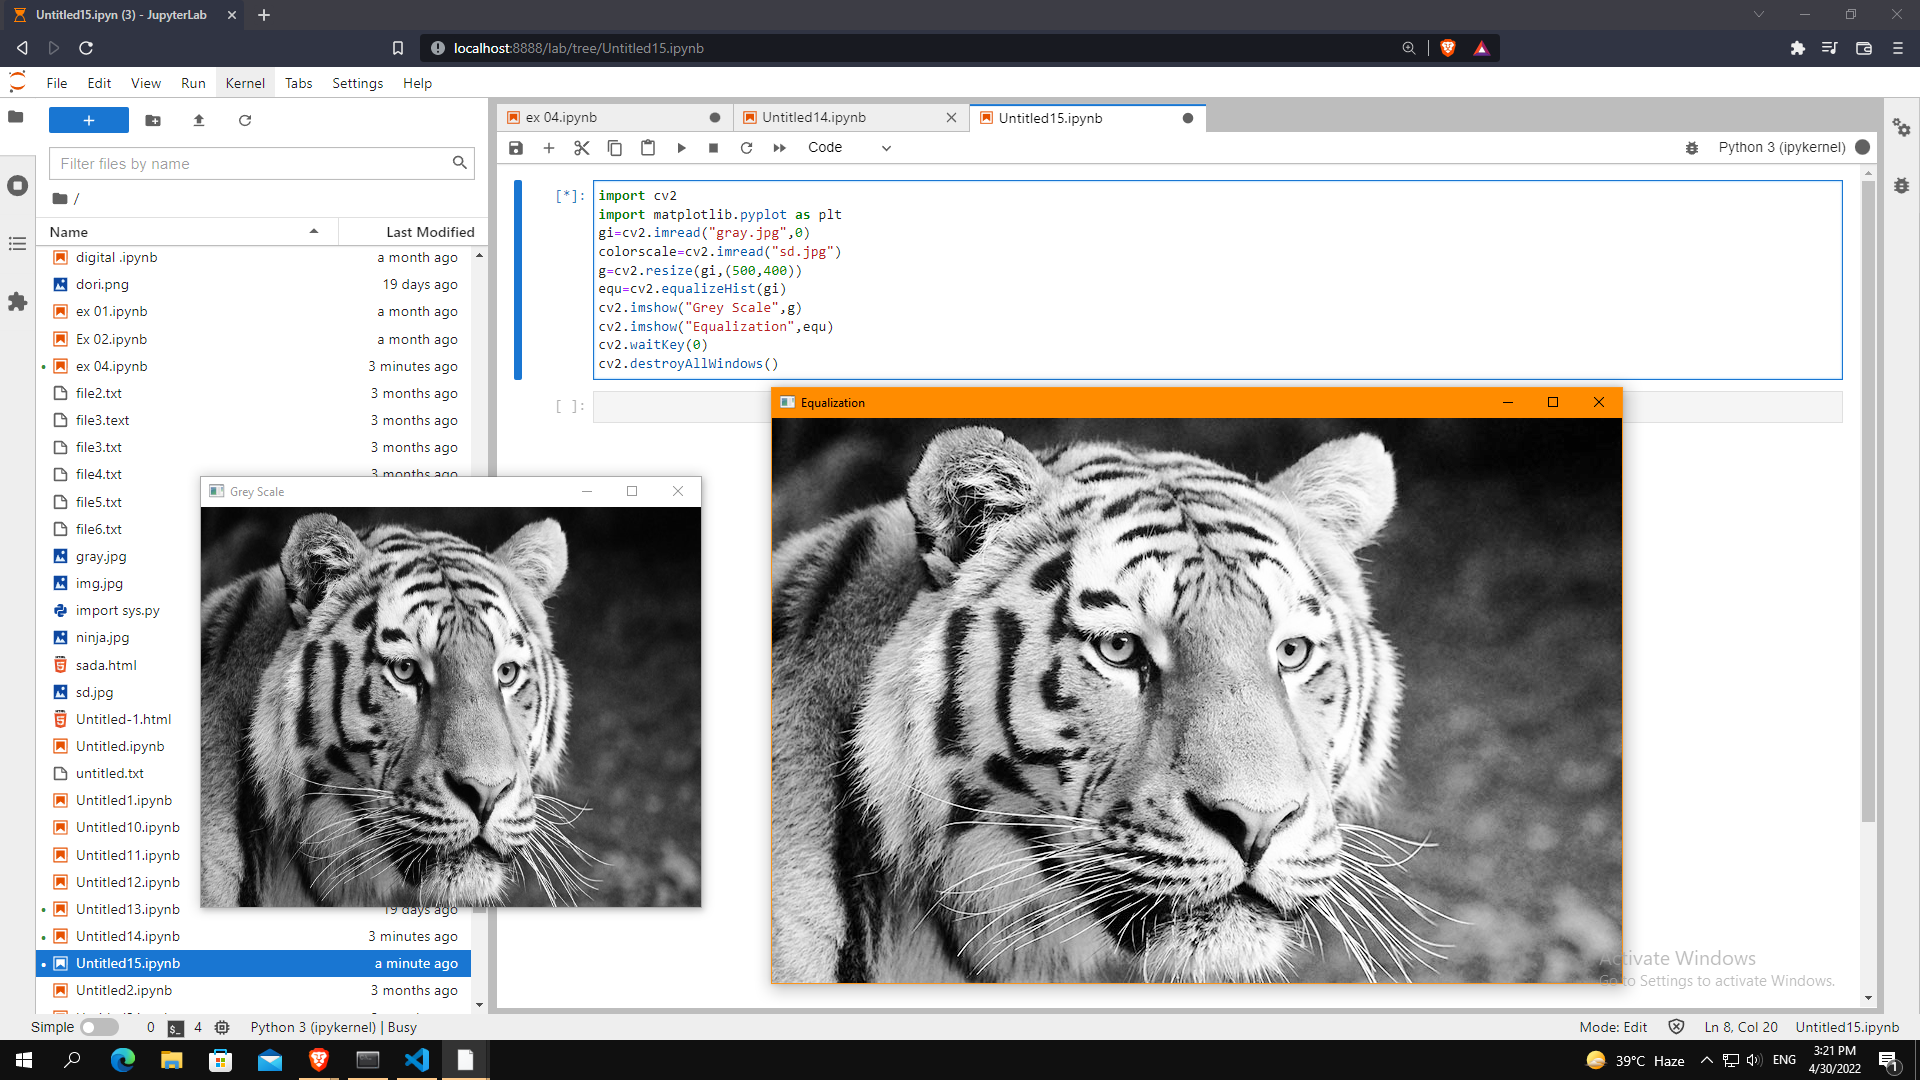 Untitled15.ipyn (3) - JupyterLab
localhost:8888/lab/tree/Untitled15.ipynb
File Edit View Run Kernel Tabs Settings Help
+
Filter files by name
/
Name Last Modified
digital .ipynb a month ago
dori.png 19 days ago
ex 01.ipynb a month ago
Ex 02.ipynb a month ago
ex 04.ipynb 3 minutes ago
file2.txt 3 months ago
file3.text 3 months ago
file3.txt 3 months ago
file4.txt 3 months ago
file5.txt
file6.txt
gray.jpg
img.jpg
import sys.py
ninja.jpg
sada.html
sd.jpg
Untitled-1.html
Untitled.ipynb
untitled.txt
Untitled1.ipynb
Untitled10.ipynb
Untitled11.ipynb
Untitled12.ipynb
Untitled13.ipynb 19 days ago
Untitled14.ipynb 3 minutes ago
Untitled15.ipynb a minute ago
Untitled2.ipynb 3 months ago
ex 04.ipynb Untitled14.ipynb Untitled15.ipynb
Code Python 3 (ipykernel)
[*]: import cv2
import matplotlib.pyplot as plt
gi=cv2.imread("gray.jpg",0)
colorscale=cv2.imread("sd.jpg")
g=cv2.resize(gi,(500,400))
equ=cv2.equalizeHist(gi)
cv2.imshow("Grey Scale",g)
cv2.imshow("Equalization",equ)
cv2.waitKey(0)
cv2.destroyAllWindows()
[ ]:
Equalization
Grey Scale
Activate Windows
Go to Settings to activate Windows.
Simple 0 $_ 4 Python 3 (ipykernel) | Busy Mode: Edit Ln 8, Col 20 Untitled15.ipynb
39°C Haze ENG 3:21 PM
4/30/2022
1